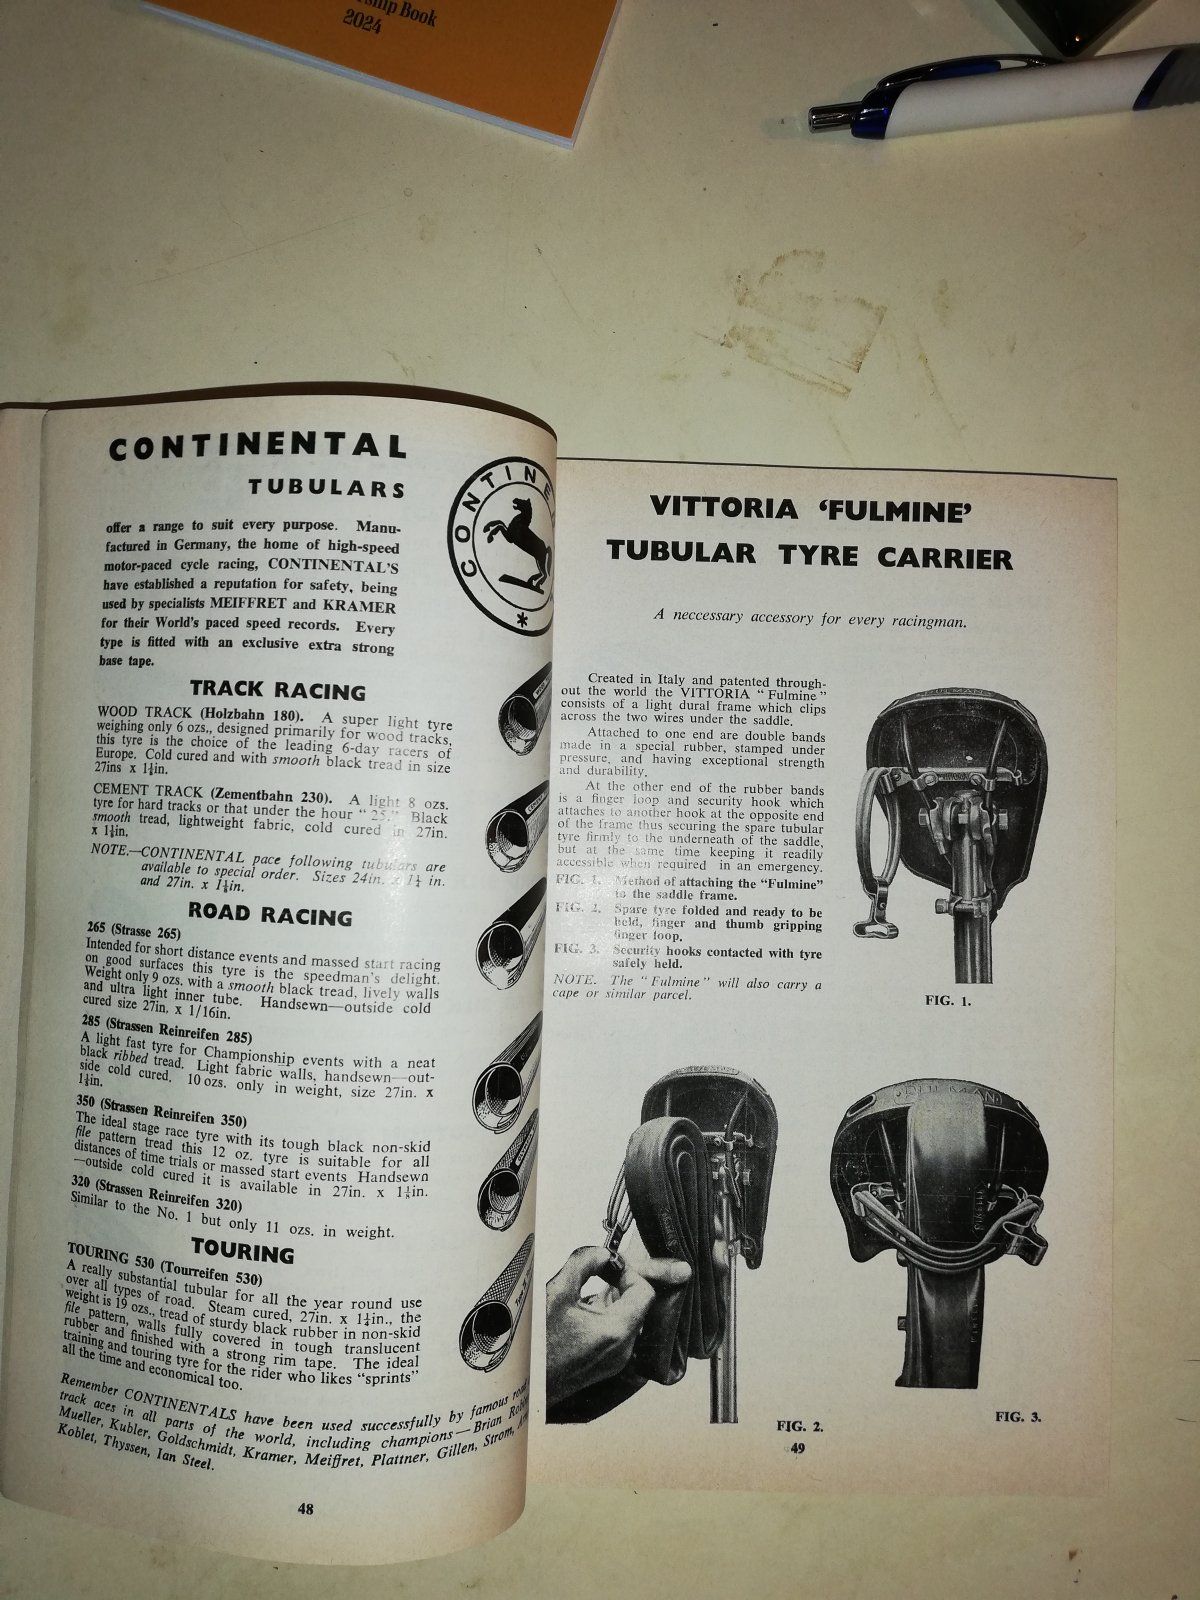 ship Book
2024
CONTINENTAL
TUBULARS
offer a range to suit every purpose. Manu-
factured in Germany, the home of high-speed
motor-paced cycle racing, CONTINENTAL'S
have established a reputation for safety, being
used by specialists MEIFFRET and KRAMER
for their World's paced speed records. Every
type is fitted with an exclusive extra strong
base tape.
CONTINE
TRACK RACING
WOOD TRACK (Holzbahn 180). A super light tyre
weighing only 6 ozs., designed primarily for wood tracks,
this tyre is the choice of the leading 6-day racers of
Europe. Cold cured and with smooth black tread in size
27ins x 1⅛in.
CEMENT TRACK (Zementbahn 230). A light 8 ozs.
tyre for hard tracks or that under the hour "25." Black
smooth tread, lightweight fabric, cold cured in 27in.
x 1⅛in.
NOTE.—CONTINENTAL pace following tubulars are
available to special order. Sizes 24in. x 1¼ in.
and 27in. x 1⅛in.
ROAD RACING
265 (Strasse 265)
Intended for short distance events and massed start racing
on good surfaces this tyre is the speedman's delight.
Weight only 9 ozs. with a smooth black tread, lively walls
and ultra light inner tube. Handsewn—outside cold
cured size 27in. x 1/16in.
285 (Strassen Reinreifen 285)
A light fast tyre for Championship events with a neat
black ribbed tread. Light fabric walls, handsewn—out-
side cold cured. 10 ozs. only in weight, size 27in. x
1⅛in.
350 (Strassen Reinreifen 350)
The ideal stage race tyre with its tough black non-skid
file pattern tread this 12 oz. tyre is suitable for all
distances of time trials or massed start events Handsewn
—outside cold cured it is available in 27in. x 1⅛in.
320 (Strassen Reinreifen 320)
Similar to the No. 1 but only 11 ozs. in weight.
TOURING
TOURING 530 (Tourreifen 530)
A really substantial tubular for all the year round use
over all types of road. Steam cured, 27in. x 1¼in., the
weight is 19 ozs., tread of sturdy black rubber in non-skid
file pattern, walls fully covered in tough translucent
rubber and finished with a strong rim tape. The ideal
training and touring tyre for the rider who likes "sprints"
all the time and economical too.
Remember CONTINENTALS have been used successfully by famous road
track aces in all parts of the world, including champions—Brian
Mueller, Kubler, Goldschmidt, Kramer, Meiffret, Plattner, Gillen, Strom,
Koblet, Thyssen, Ian Steel.
48
VITTORIA 'FULMINE'
TUBULAR TYRE CARRIER
A neccessary accessory for every racingman.
Created in Italy and patented through-
out the world the VITTORIA "Fulmine"
consists of a light dural frame which clips
across the two wires under the saddle.
Attached to one end are double bands
made in a special rubber, stamped under
pressure, and having exceptional strength
and durability.
At the other end of the rubber bands
is a finger loop and security hook which
attaches to another hook at the opposite end
of the frame thus securing the spare tubular
tyre firmly to the underneath of the saddle,
but at the same time keeping it readily
accessible when required in an emergency.
FIG. 1. Method of attaching the "Fulmine"
to the saddle frame.
FIG. 2. Spare tyre folded and ready to be
held, finger and thumb gripping
finger loop.
FIG. 3. Security hooks contacted with tyre
safely held.
NOTE. The "Fulmine" will also carry a
cape or similar parcel.
FIG. 1.
FIG. 2.
FIG. 3.
49